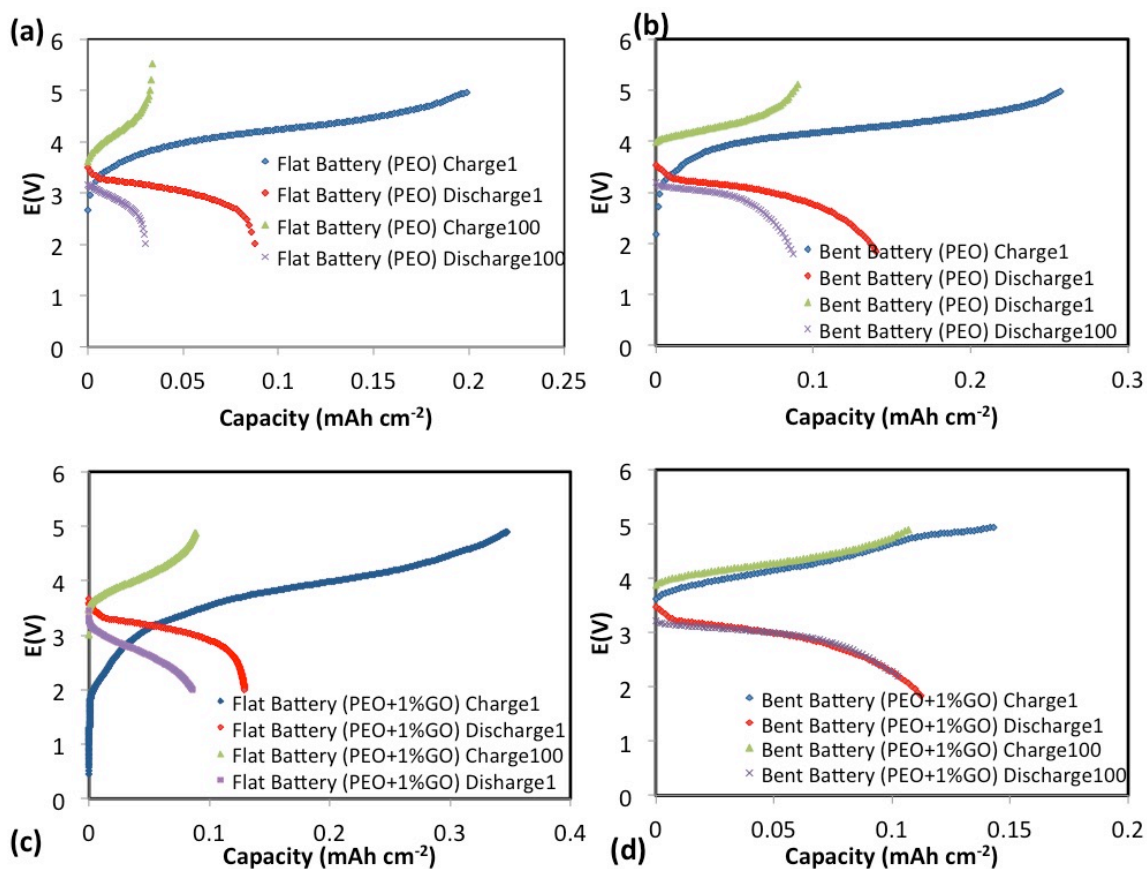 (a)
6
5
4
3
2
1
0
E(V)
Flat Battery (PEO) Charge1
Flat Battery (PEO) Discharge1
Flat Battery (PEO) Charge100
Flat Battery (PEO) Discharge100
0 0.05 0.1 0.15 0.2 0.25
Capacity (mAh cm-2)
(b)
6
5
4
3
2
1
0
E(V)
Bent Battery (PEO) Charge1
Bent Battery (PEO) Discharge1
Bent Battery (PEO) Discharge1
Bent Battery (PEO) Discharge100
0 0.1 0.2 0.3
Capacity (mAh cm-2)
6
5
4
3
2
1
0
E(V)
Flat Battery (PEO+1%GO) Charge1
Flat Battery (PEO+1%GO) Discharge1
Flat Battery (PEO+1%GO) Charge100
Flat Battery (PEO+1%GO) Disharge1
0 0.1 0.2 0.3 0.4
(c)
Capacity (mAh cm-2)
6
5
4
3
2
1
0
E(V)
Bent Battery (PEO+1%GO) Charge1
Bent Battery (PEO+1%GO) Discharge1
Bent Battery (PEO+1%GO) Charge100
Bent Battery (PEO+1%GO) Discharge100
0 0.05 0.1 0.15 0.2
(d)
Capacity (mAh cm-2)